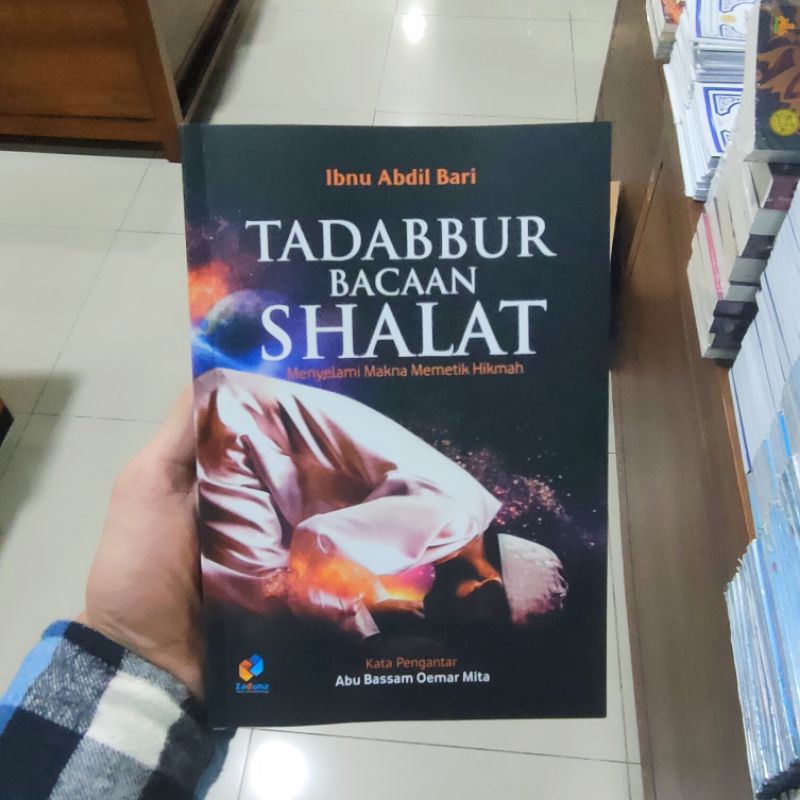 Ibnu Abdil Bari
TADABBUR
BACAAN
SHALAT
Menyelami Makna Memetik Hikmah
Kata Pengantar
Abu Bassam Oemar Mita
Zaduna